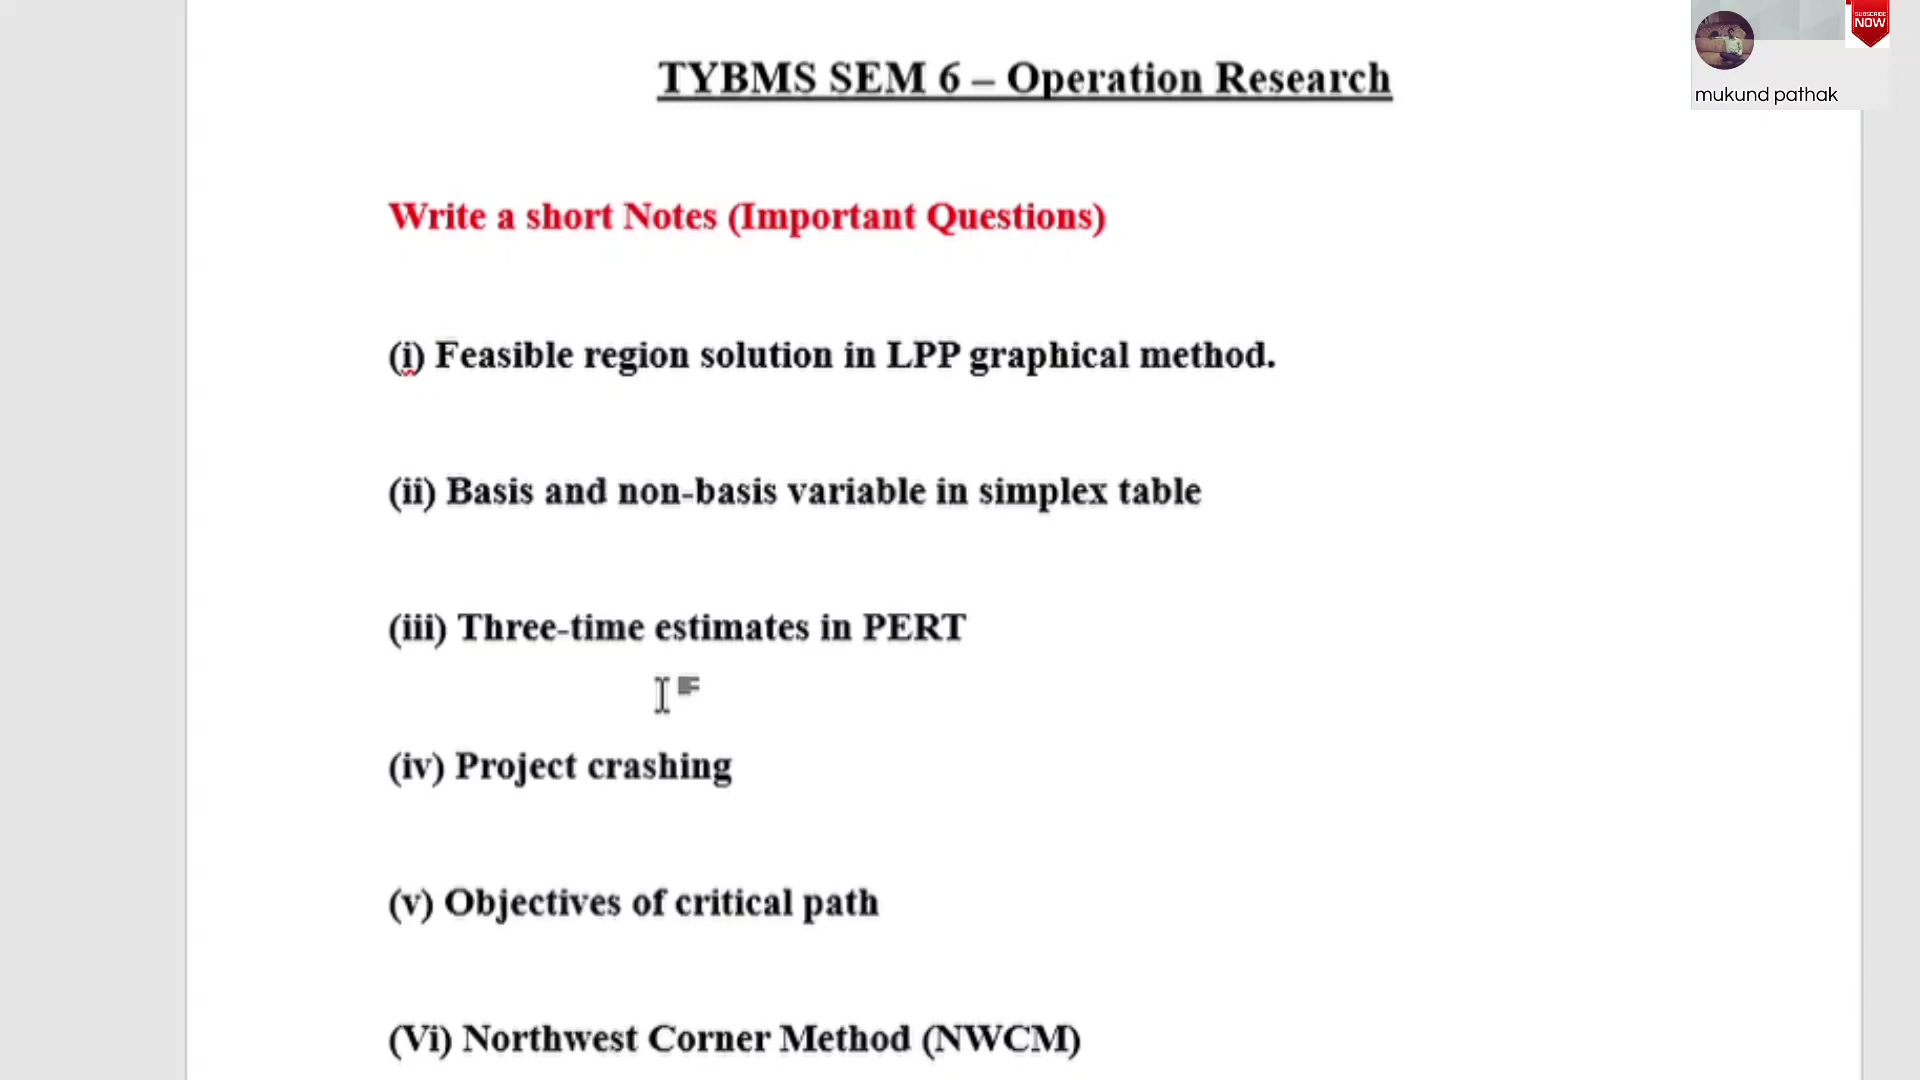 SUBSCRIBE
NOW
mukund pathak
TYBMS SEM 6 – Operation Research
Write a short Notes (Important Questions)
(i) Feasible region solution in LPP graphical method.
(ii) Basis and non-basis variable in simplex table
(iii) Three-time estimates in PERT
(iv) Project crashing
(v) Objectives of critical path
(Vi) Northwest Corner Method (NWCM)